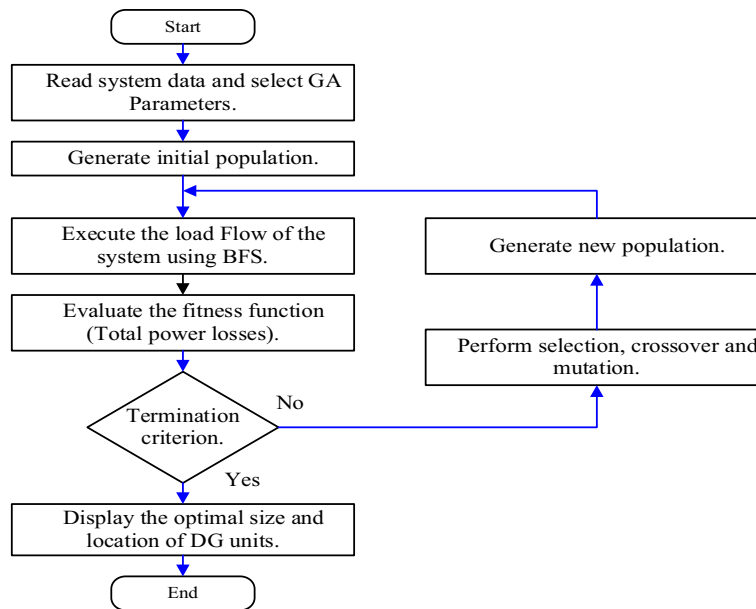 Start
Read system data and select GA
Parameters.
Generate initial population.
Execute the load Flow of the
system using BFS.
Generate new population.
Evaluate the fitness function
(Total power losses).
Perform selection, crossover and
mutation.
No
Termination
criterion.
Yes
Display the optimal size and
location of DG units.
End